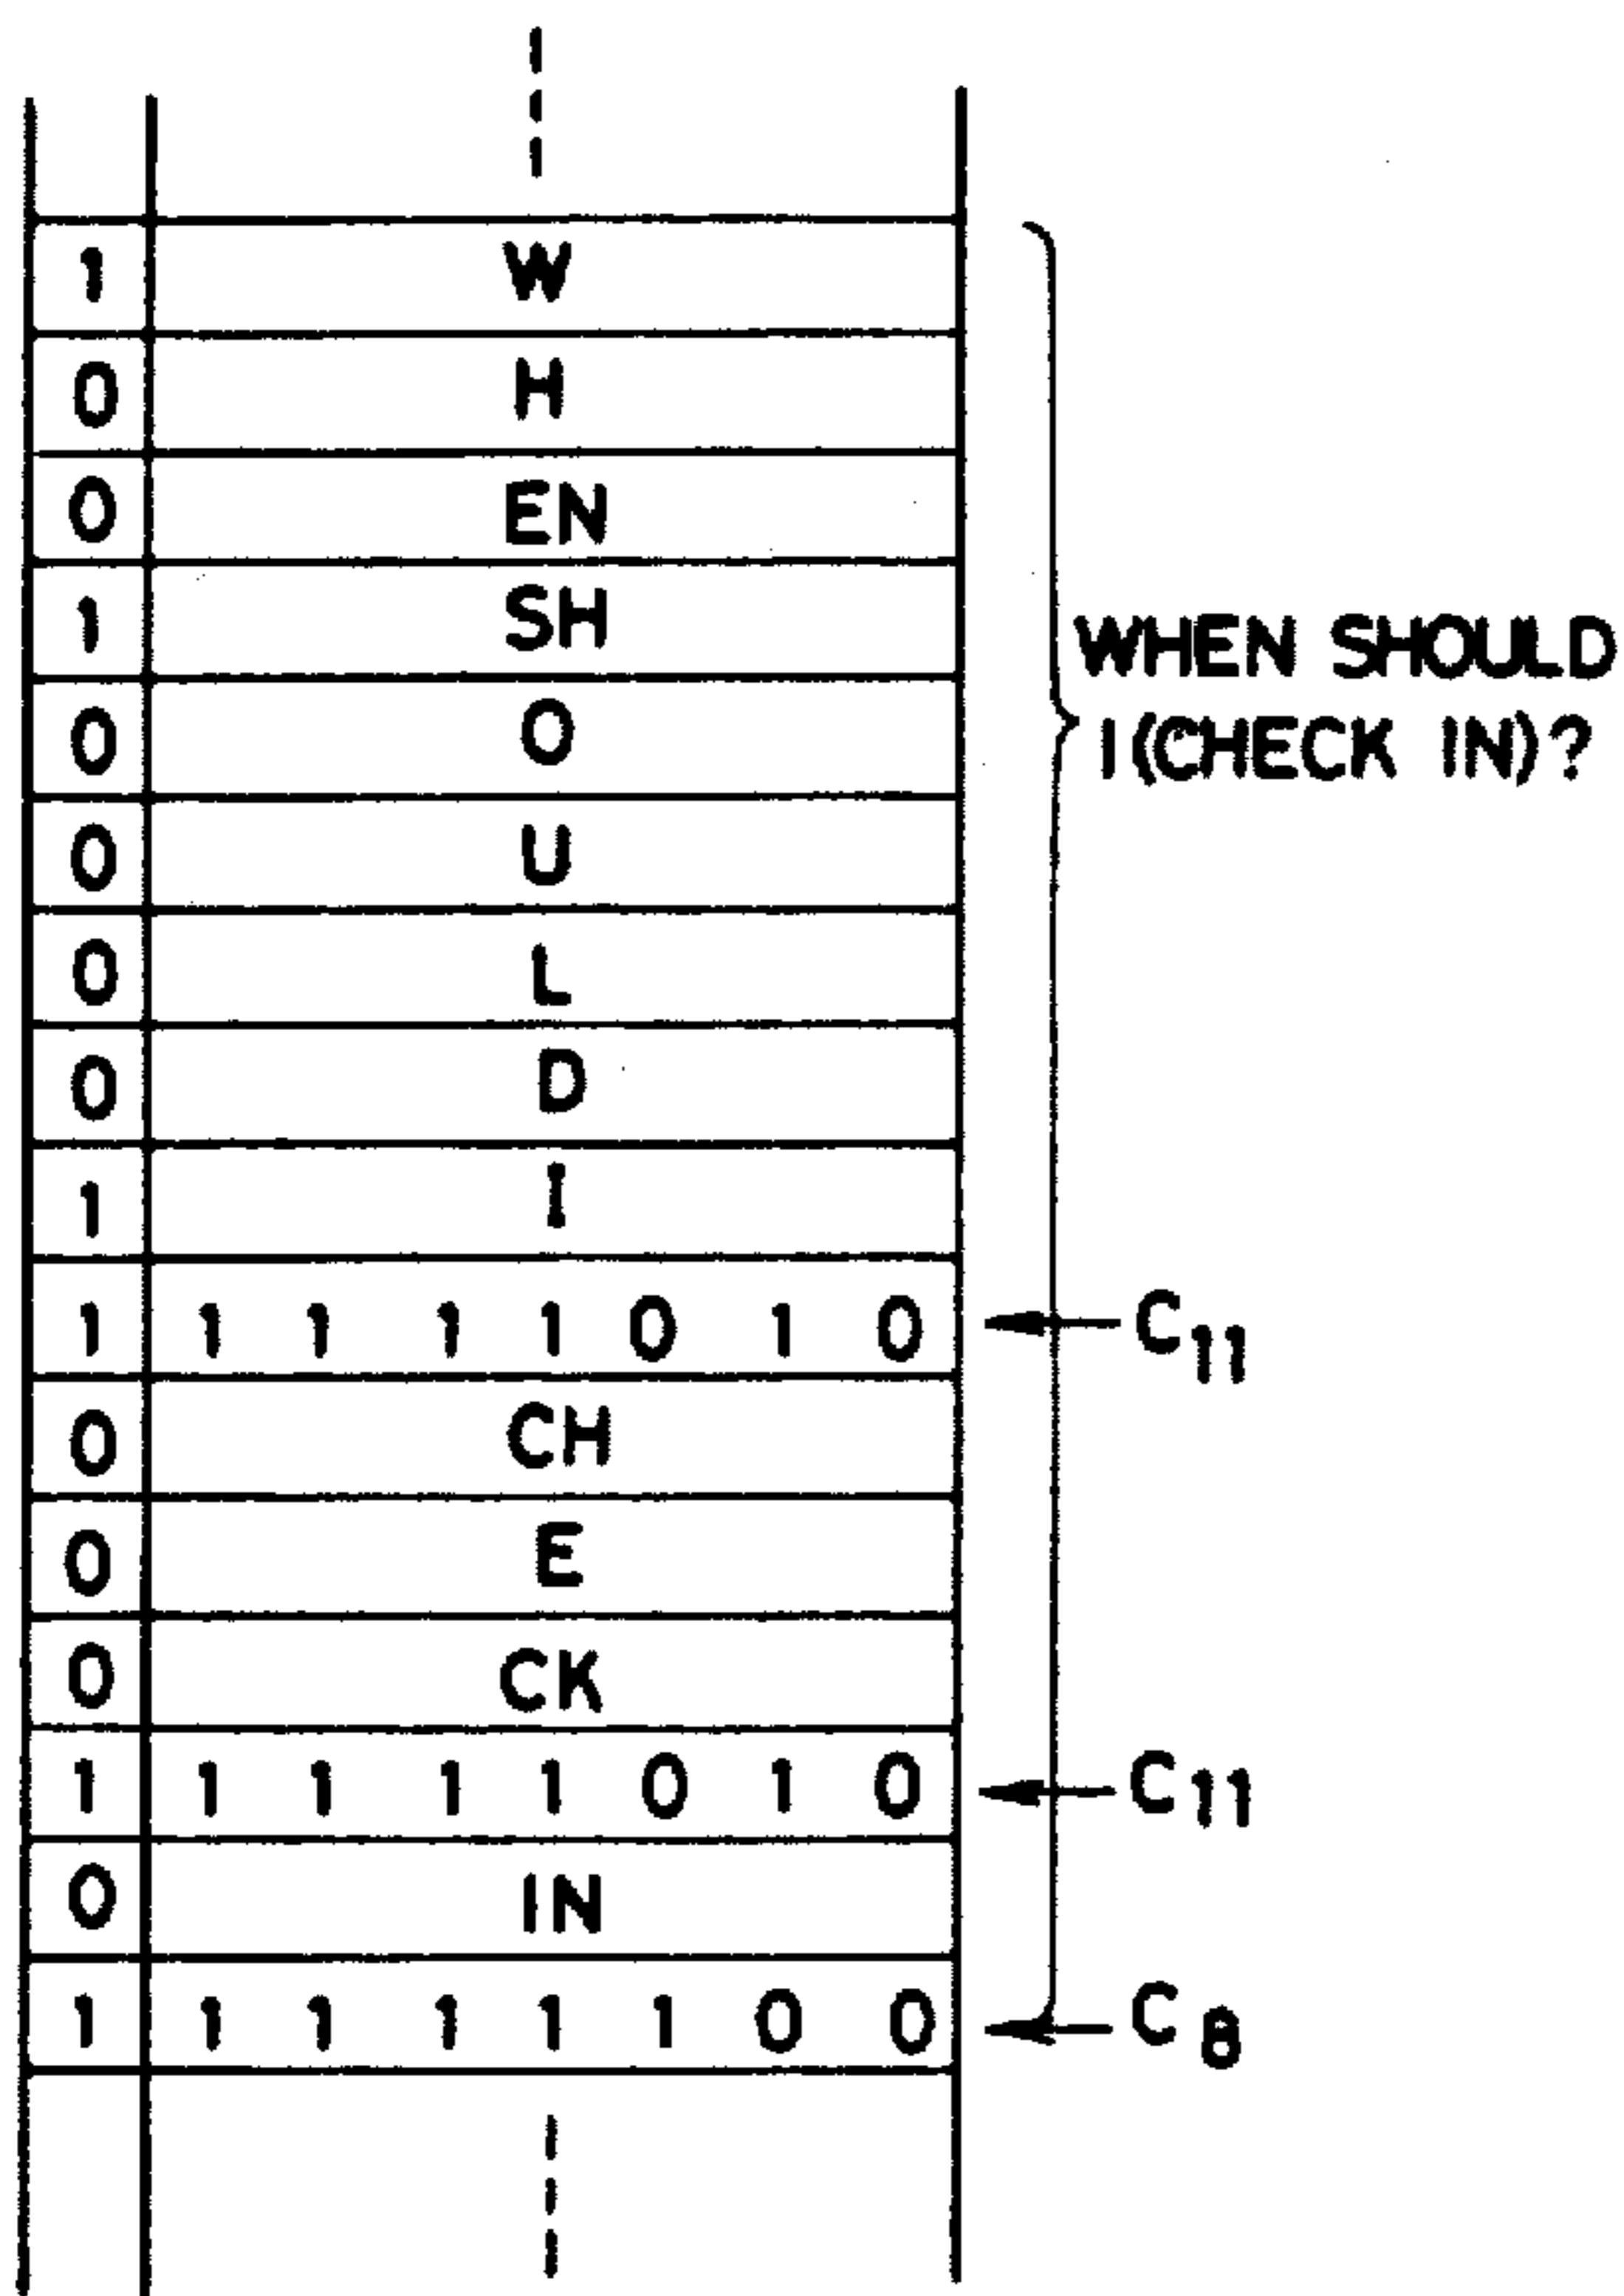 1 W
0 H
0 EN
1 SH
0 O
0 U
0 L
0 D
1 I
1 1 1 1 1 0 1 0
0 CH
0 E
0 CK
1 1 1 1 1 0 1 0
0 IN
1 1 1 1 1 1 0 0
WHEN SHOULD
I(CHECK IN)?
C11
C11
C8